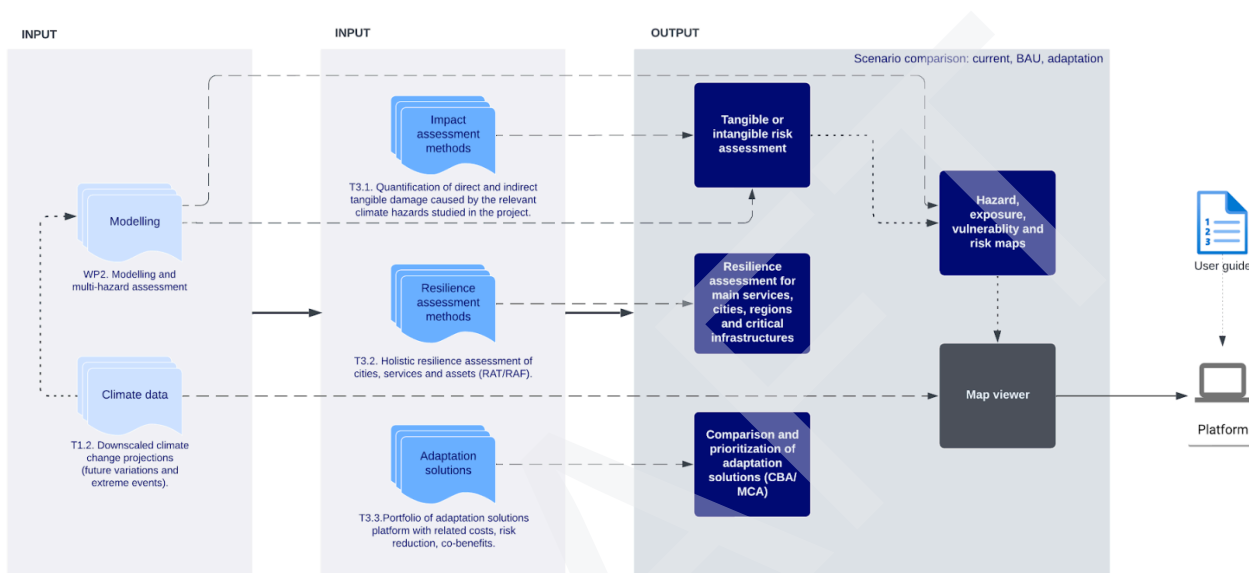 INPUT
INPUT
OUTPUT
Scenario comparison: current, BAU, adaptation
Modelling
WP2. Modelling and
multi-hazard assessment
Climate data
T1.2. Downscaled climate
change projections
(future variations and
extreme events).
Impact
assessment
methods
T3.1. Quantification of direct and indirect
tangible damage caused by the relevant
climate hazards studied in the project.
Resilience
assessment
methods
T3.2. Holistic resilience assessment of
cities, services and assets (RAT/RAF).
Adaptation
solutions
T3.3.Portfolio of adaptation solutions
platform with related costs, risk
reduction, co-benefits.
Tangible or
intangible risk
assessment
Resilience
assessment for
main services,
cities, regions
and critical
infrastructures
Comparison and
prioritization of
adaptation
solutions (CBA/
MCA)
Hazard,
exposure,
vulnerablity and
risk maps
Map viewer
1
2
3
User guide
Platform